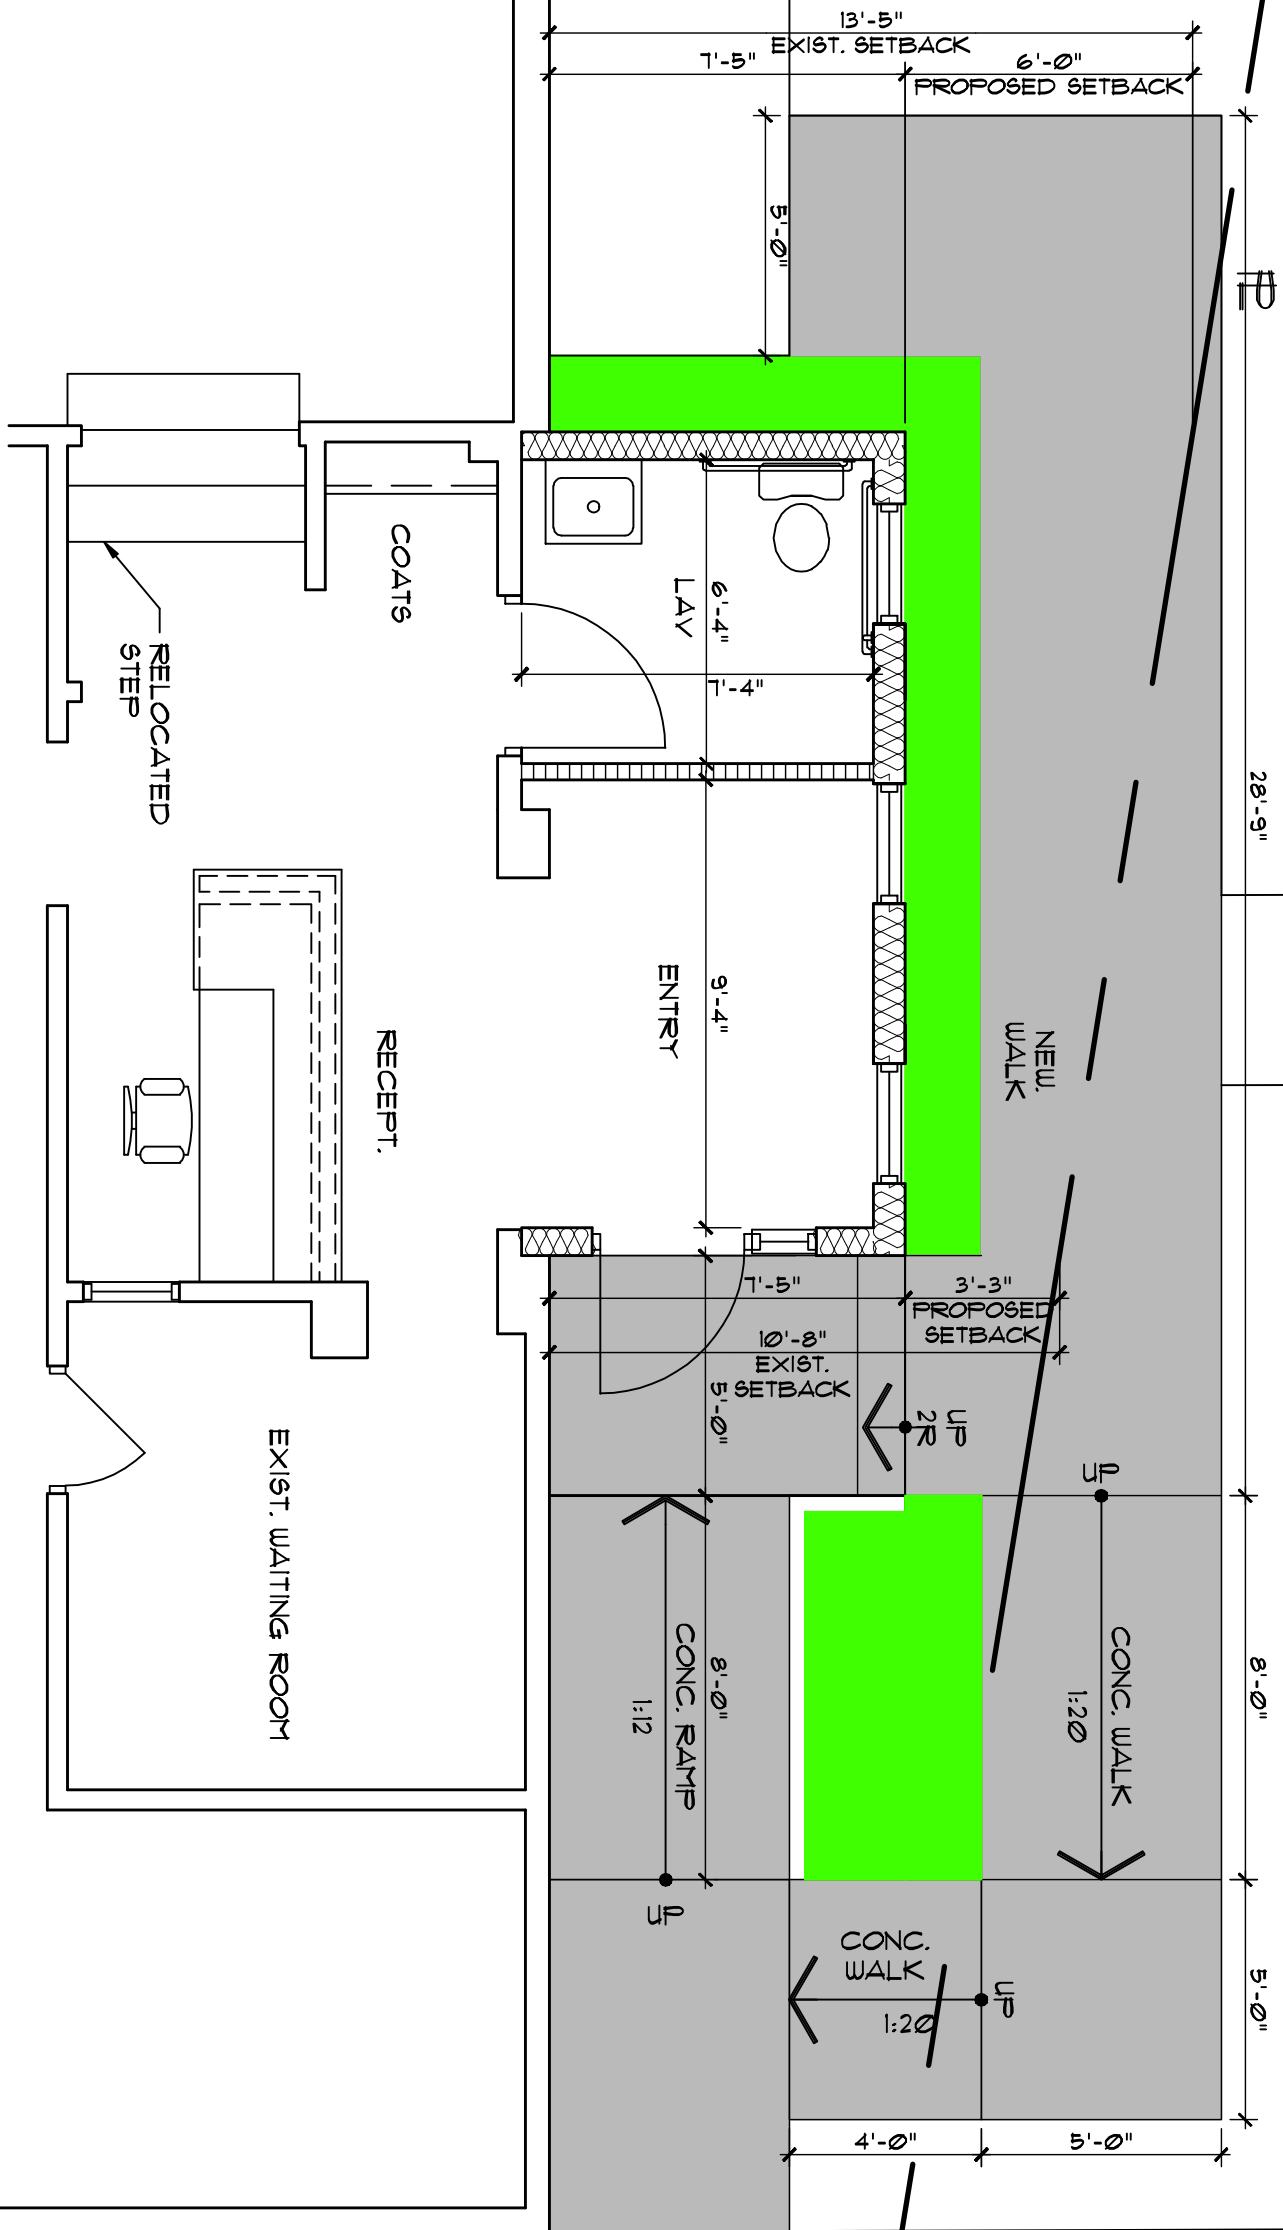 13'-5"
EXIST. SETBACK
7'-5"
6'-0"
PROPOSED SETBACK
5'-0"
28'-9"
COATS
LAV
6'-4"
7'-4"
RELOCATED
STEP
ENTRY
9'-4"
NEW
WALK
RECEPT.
7'-5"
3'-3"
PROPOSED
SETBACK
10'-8"
EXIST.
SETBACK
5'-0"
UP
2R
UP
EXIST. WAITING ROOM
CONC. RAMP
1:12
8'-0"
CONC. WALK
1:20
8'-0"
UP
CONC.
WALK
1:20
UP
5'-0"
4'-0"
5'-0"